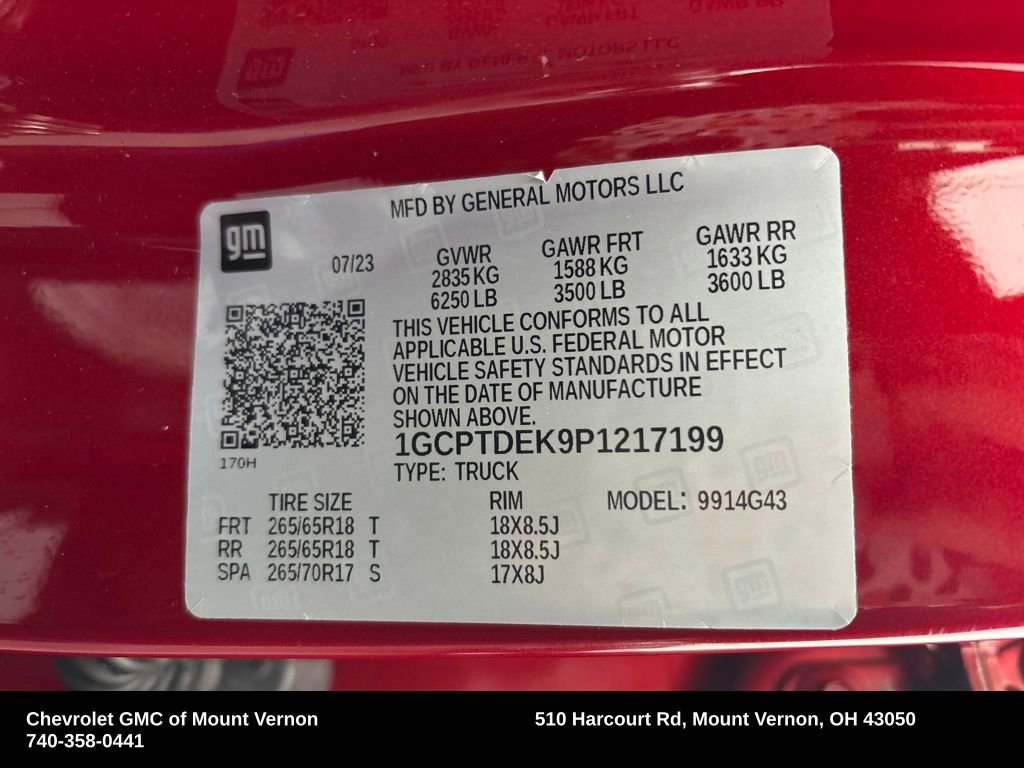 MFD BY GENERAL MOTORS LLC
gm
07/23
GVWR GAWR FRT GAWR RR
2835 KG 1588 KG 1633 KG
6250 LB 3500 LB 3600 LB
THIS VEHICLE CONFORMS TO ALL
APPLICABLE U.S. FEDERAL MOTOR
VEHICLE SAFETY STANDARDS IN EFFECT
ON THE DATE OF MANUFACTURE
SHOWN ABOVE.
1GCPTDEK9P1217199
170H
TYPE: TRUCK
TIRE SIZE RIM MODEL: 9914G43
FRT 265/65R18 T 18X8.5J
RR 265/65R18 T 18X8.5J
SPA 265/70R17 S 17X8J
Chevrolet GMC of Mount Vernon 510 Harcourt Rd, Mount Vernon, OH 43050
740-358-0441